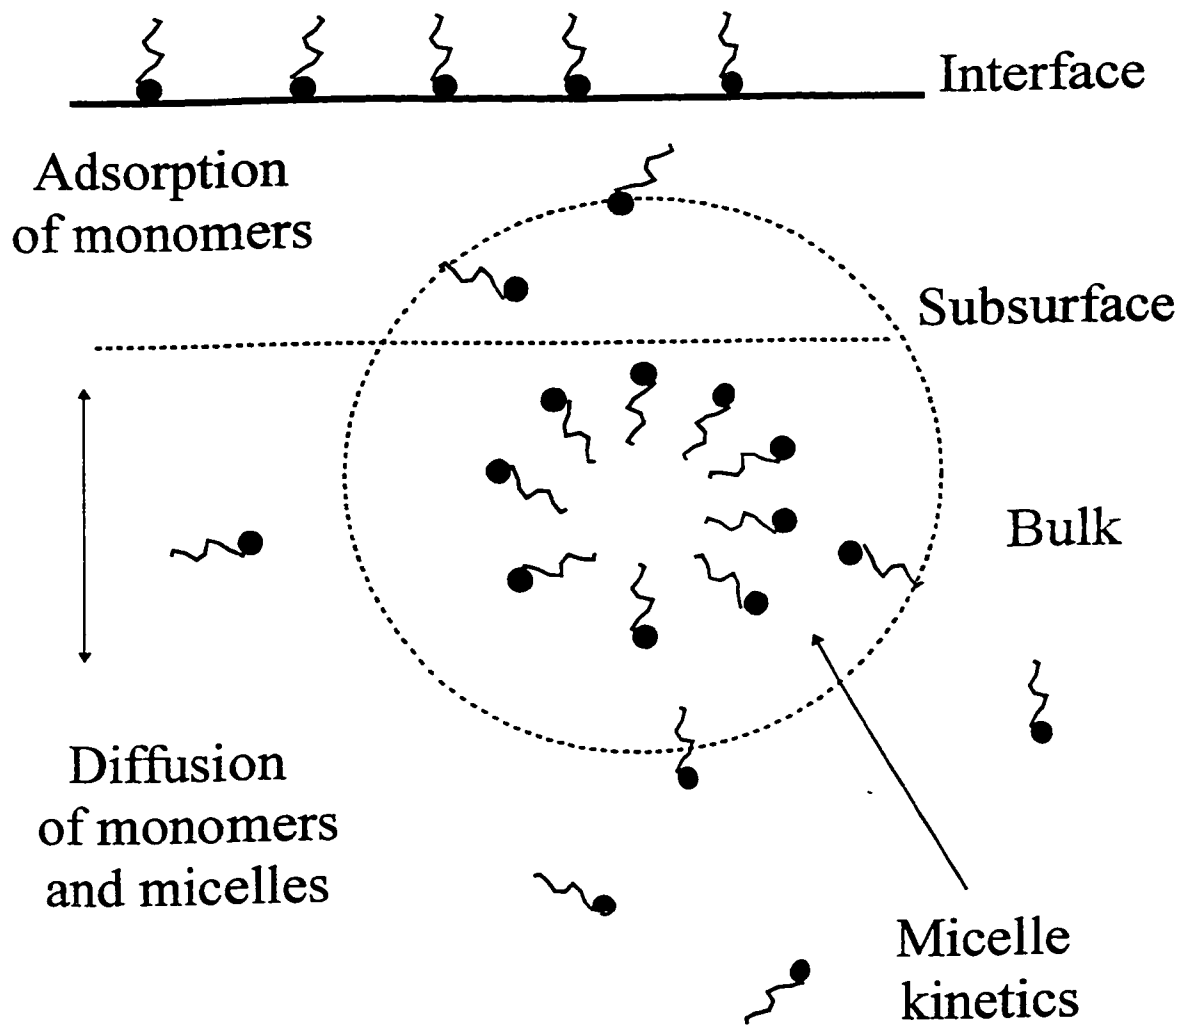 Interface
Adsorption
of monomers
Subsurface
Bulk
Diffusion
of monomers
and micelles
Micelle
kinetics